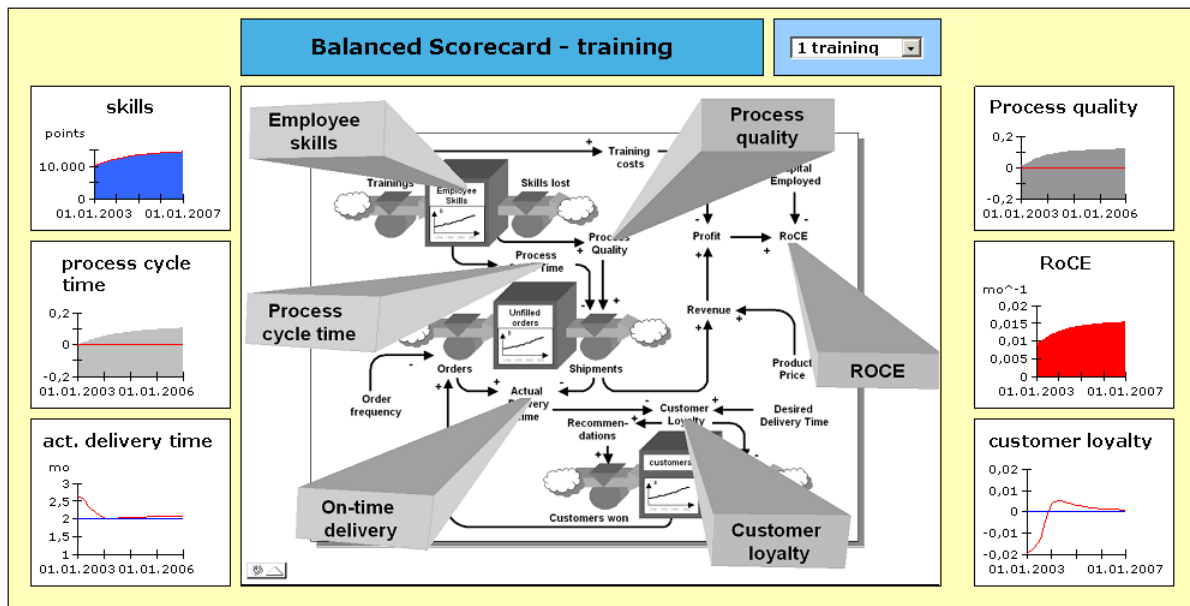 Balanced Scorecard - training
1 training
skills
points
10.000
0
01.01.2003 01.01.2007
process cycle
time
0,2
-0,2
01.01.2003 01.01.2006
act. delivery time
mo
3
2,5
2
1,5
1
01.01.2003 01.01.2006
Employee
skills
Process
quality
Training
costs
Employed
Trainings
Employee
Skills
Skills lost
Process
Quality
Profit
RoCE
Process
Process
cycle time
Unfilled
orders
Revenue
Orders
Shipments
Product
Price
ROCE
Order
frequency
Actual
Customer
Loyalty
Desired
Delivery Time
Recommen-
dations
customers
On-time
delivery
Customers won
Customer
loyalty
Process quality
0,2
-0,2
01.01.2003 01.01.2006
RoCE
mo^-1
0,02
0,015
0,01
0,005
0
01.01.2003 01.01.2007
customer loyalty
0,02
0,01
0
-0,01
-0,02
01.01.2003 01.01.2007